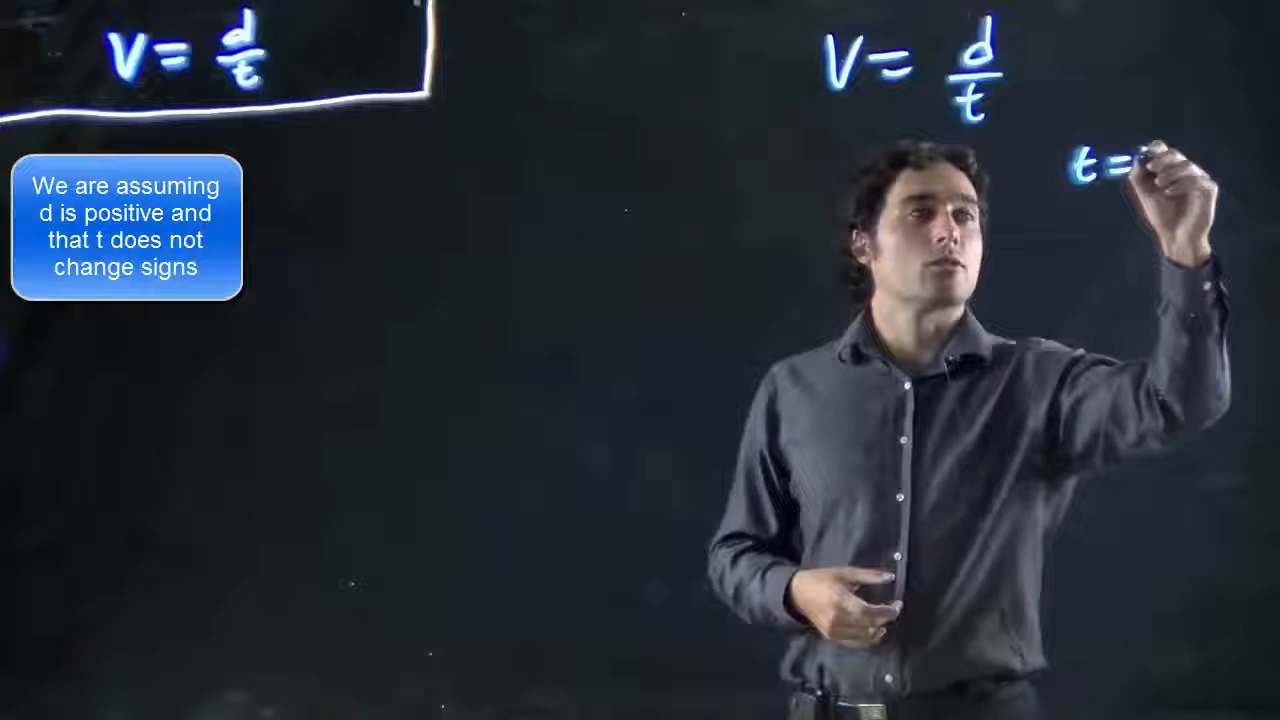 V = d/t
We are assuming
d is positive and
that t does not
change signs
V = d/t
t =